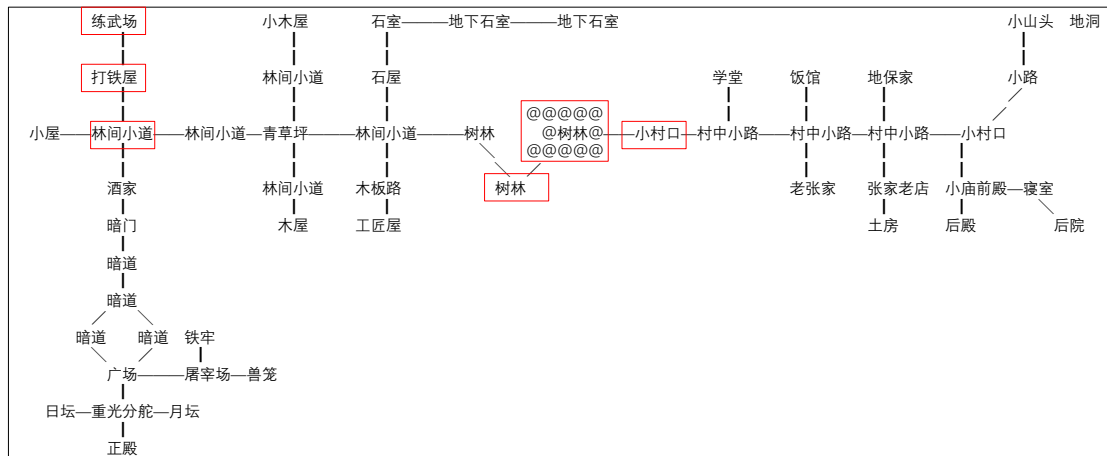 练武场 小木屋 石室———地下石室———地下石室 小山头 地洞
打铁屋 林间小道 石屋 学堂 饭馆 地保家 小路
@@@@@
小屋——林间小道——林间小道—青草坪———林间小道———树林 @树林@——小村口—村中小路——村中小路—村中小路——小村口
@@@@@
酒家 林间小道 木板路 树林 老张家 张家老店 小庙前殿—寝室
暗门 木屋 工匠屋 土房 后殿 后院
暗道
暗道
暗道 暗道 铁牢
广场———屠宰场—兽笼
日坛—重光分舵—月坛
正殿